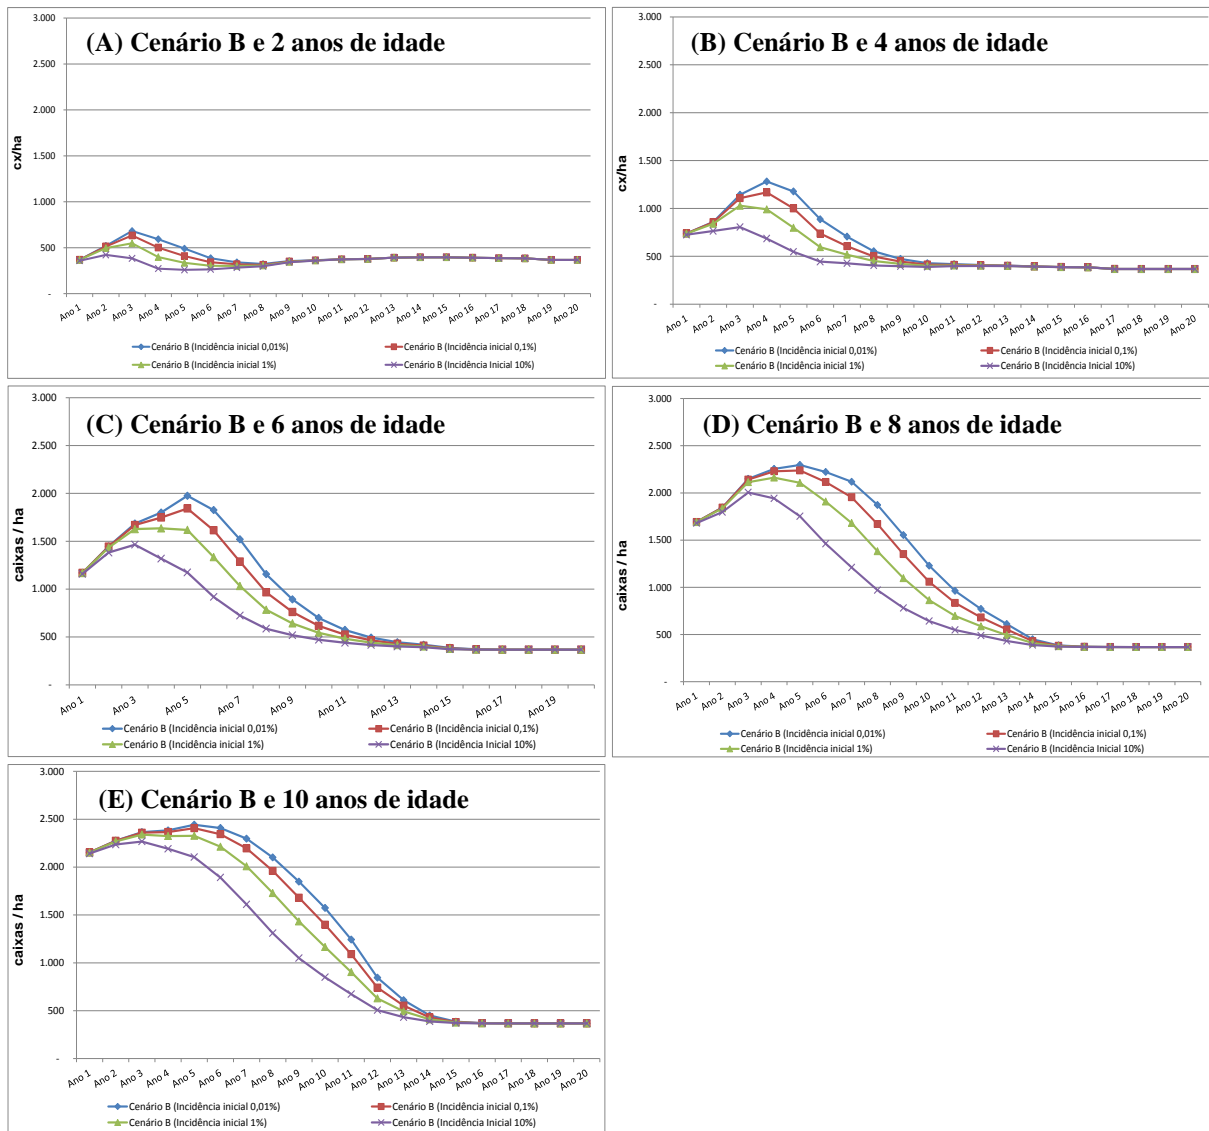 (A) Cenário B e 2 anos de idade
3.000
2.500
2.000
1.500
1.000
500
-
cx/ha
Ano 1 Ano 2 Ano 3 Ano 4 Ano 5 Ano 6 Ano 7 Ano 8 Ano 9 Ano 10 Ano 11 Ano 12 Ano 13 Ano 14 Ano 15 Ano 16 Ano 17 Ano 18 Ano 19 Ano 20
Cenário B (Incidência inicial 0,01%) Cenário B (Incidência inicial 0,1%)
Cenário B (Incidência inicial 1%) Cenário B (Incidência Inicial 10%)
(B) Cenário B e 4 anos de idade
3.000
2.500
2.000
1.500
1.000
500
-
cx/ha
Ano 1 Ano 2 Ano 3 Ano 4 Ano 5 Ano 6 Ano 7 Ano 8 Ano 9 Ano 10 Ano 11 Ano 12 Ano 13 Ano 14 Ano 15 Ano 16 Ano 17 Ano 18 Ano 19 Ano 20
Cenário B (Incidência inicial 0,01%) Cenário B (Incidência inicial 0,1%)
Cenário B (Incidência inicial 1%) Cenário B (Incidência Inicial 10%)
(C) Cenário B e 6 anos de idade
3.000
2.500
2.000
1.500
1.000
500
-
caixas / ha
Ano 1 Ano 3 Ano 5 Ano 7 Ano 9 Ano 11 Ano 13 Ano 15 Ano 17 Ano 19
Cenário B (Incidência inicial 0,01%) Cenário B (Incidência inicial 0,1%)
Cenário B (Incidência inicial 1%) Cenário B (Incidência Inicial 10%)
(D) Cenário B e 8 anos de idade
3.000
2.500
2.000
1.500
1.000
500
-
caixas / ha
Ano 1 Ano 2 Ano 3 Ano 4 Ano 5 Ano 6 Ano 7 Ano 8 Ano 9 Ano 10 Ano 11 Ano 12 Ano 13 Ano 14 Ano 15 Ano 16 Ano 17 Ano 18 Ano 19 Ano 20
Cenário B (Incidência inicial 0,01%) Cenário B (Incidência inicial 0,1%)
Cenário B (Incidência inicial 1%) Cenário B (Incidência Inicial 10%)
(E) Cenário B e 10 anos de idade
3.000
2.500
2.000
1.500
1.000
500
-
caixas / ha
Ano 1 Ano 2 Ano 3 Ano 4 Ano 5 Ano 6 Ano 7 Ano 8 Ano 9 Ano 10 Ano 11 Ano 12 Ano 13 Ano 14 Ano 15 Ano 16 Ano 17 Ano 18 Ano 19 Ano 20
Cenário B (Incidência inicial 0,01%) Cenário B (Incidência inicial 0,1%)
Cenário B (Incidência inicial 1%) Cenário B (Incidência Inicial 10%)